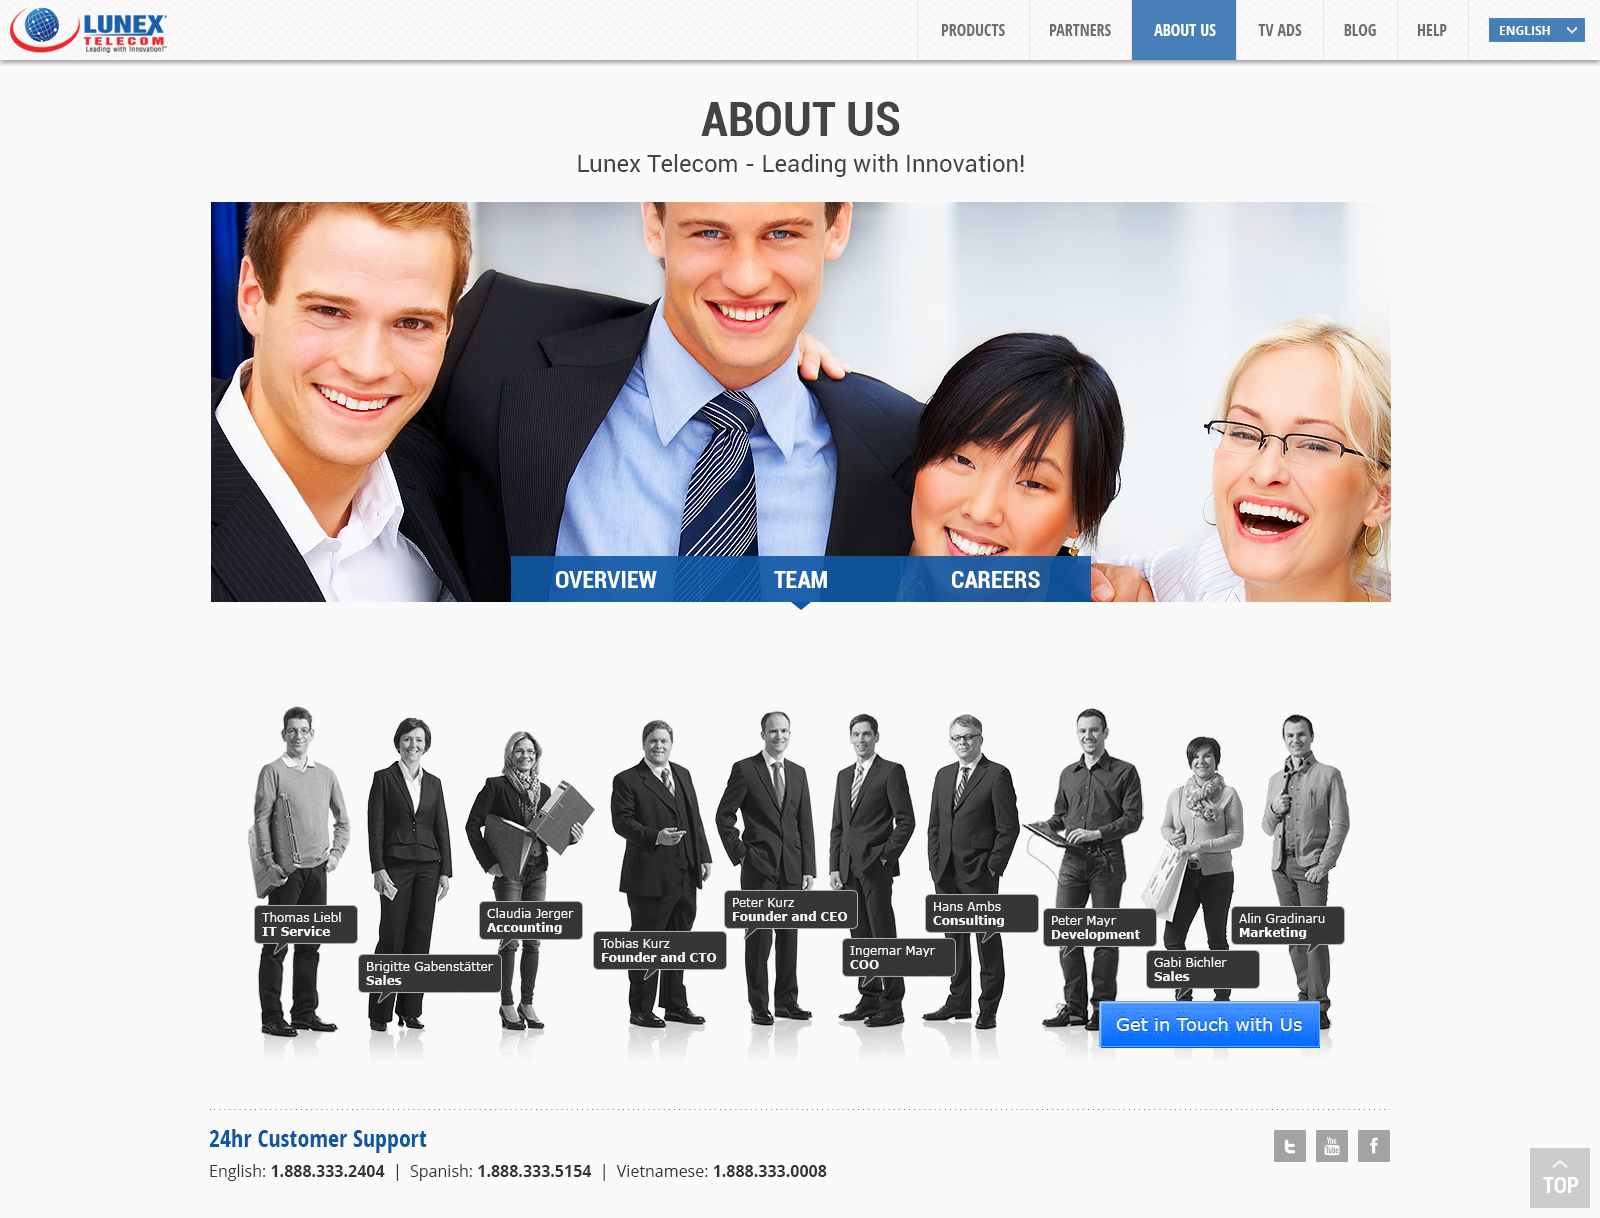 LUNEX
TELECOM
Leading with Innovation!
PRODUCTS
PARTNERS
ABOUT US
TV ADS
BLOG
HELP
ENGLISH
ABOUT US
Lunex Telecom - Leading with Innovation!
OVERVIEW
TEAM
CAREERS
Thomas Liebl
IT Service
Brigitte Gabenstätter
Sales
Claudia Jerger
Accounting
Tobias Kurz
Founder and CTO
Peter Kurz
Founder and CEO
Ingemar Mayr
COO
Hans Ambs
Consulting
Peter Mayr
Development
Gabi Bichler
Sales
Alin Gradinaru
Marketing
Get in Touch with Us
24hr Customer Support
English: 1.888.333.2404 | Spanish: 1.888.333.5154 | Vietnamese: 1.888.333.0008
You
Tube
TOP